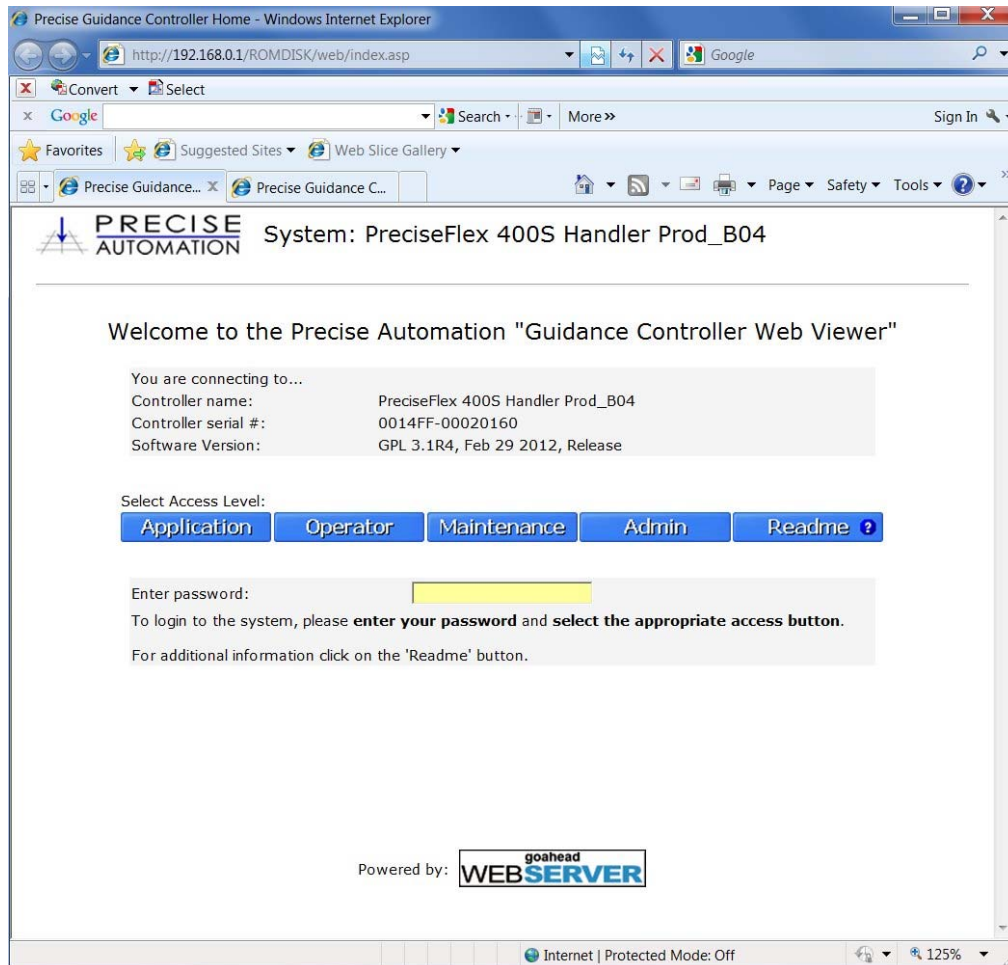 Precise Guidance Controller Home - Windows Internet Explorer
http://192.168.0.1/ROMDISK/web/index.asp
Google
x Convert Select
x Google Search More» Sign In
Favorites Suggested Sites Web Slice Gallery
Precise Guidance... X Precise Guidance C... Page Safety Tools »
PRECISE
AUTOMATION
System: PreciseFlex 400S Handler Prod_B04
Welcome to the Precise Automation "Guidance Controller Web Viewer"
You are connecting to...
Controller name: PreciseFlex 400S Handler Prod_B04
Controller serial #: 0014FF-00020160
Software Version: GPL 3.1R4, Feb 29 2012, Release
Select Access Level:
Application Operator Maintenance Admin Readme ?
Enter password:
To login to the system, please enter your password and select the appropriate access button.
For additional information click on the 'Readme' button.
Powered by: goahead
WEBSERVER
Internet | Protected Mode: Off 125%